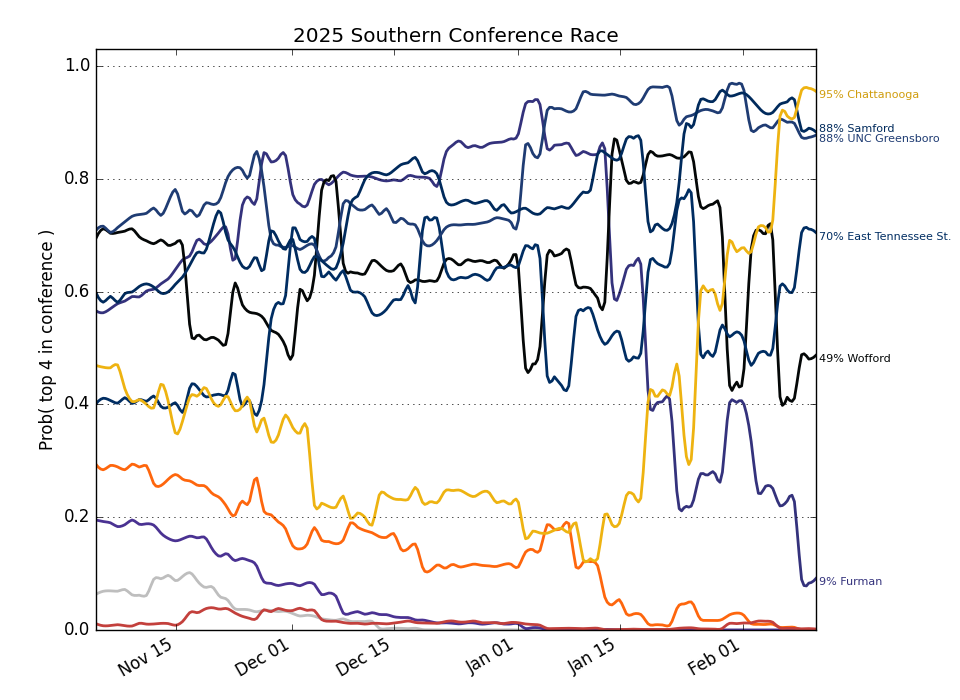 2025 Southern Conference Race
Prob( top 4 in conference )
1.0
0.8
0.6
0.4
0.2
0.0
95% Chattanooga
88% Samford
88% UNC Greensboro
70% East Tennessee St.
49% Wofford
9% Furman
Nov 15
Dec 01
Dec 15
Jan 01
Jan 15
Feb 01